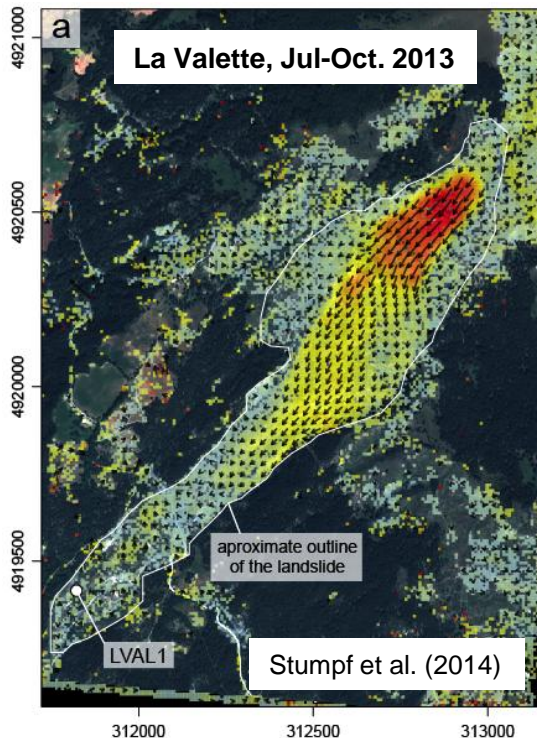 a
La Valette, Jul-Oct. 2013
4921000
4920500
4920000
4919500
aproximate outline
of the landslide
LVAL1
Stumpf et al. (2014)
312000
312500
313000